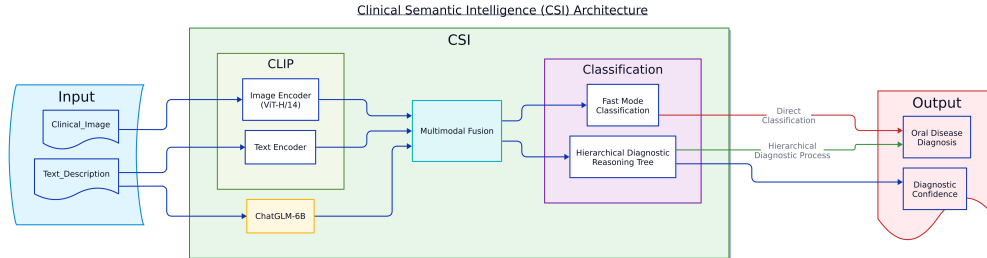 Clinical Semantic Intelligence (CSI) Architecture
CSI
Input
Clinical_Image
Text_Description
CLIP
Image Encoder
(ViT-H/14)
Text Encoder
ChatGLM-6B
Multimodal Fusion
Classification
Fast Mode
Classification
Hierarchical Diagnostic
Reasoning Tree
Direct
Classification
Hierarchical
Diagnostic Process
Output
Oral Disease
Diagnosis
Diagnostic
Confidence